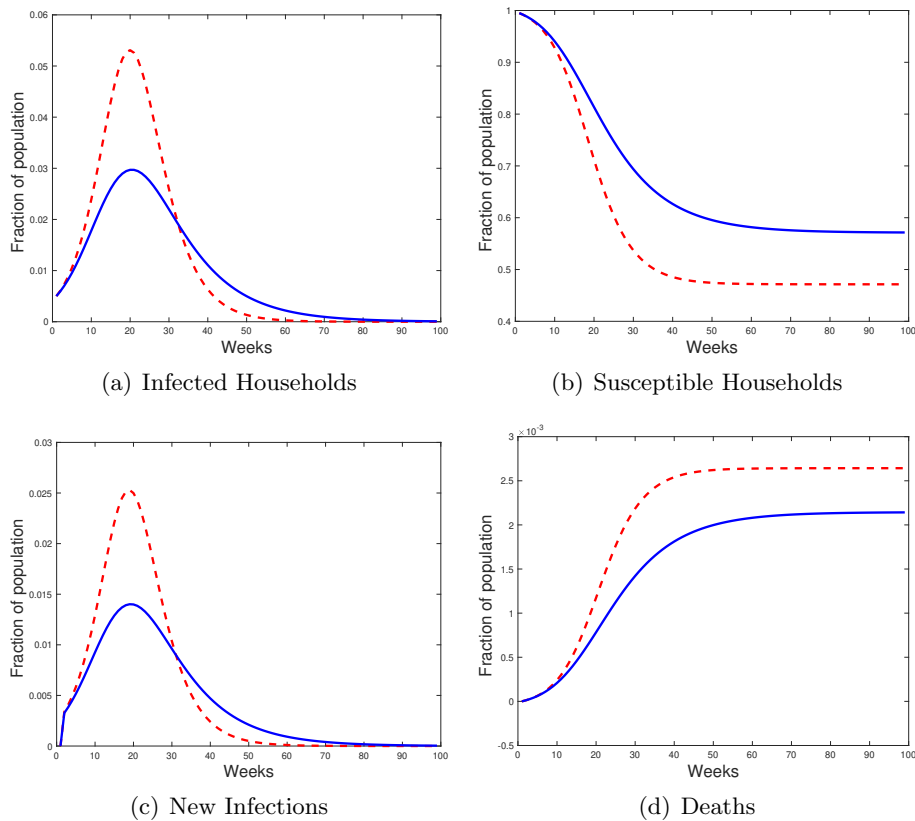 0.06
0.05
0.04
0.03
0.02
0.01
0
Fraction of population
0 10 20 30 40 50 60 70 80 90 100
Weeks
(a) Infected Households
1
0.9
0.8
0.7
0.6
0.5
0.4
Fraction of population
0 10 20 30 40 50 60 70 80 90 100
Weeks
(b) Susceptible Households
0.03
0.025
0.02
0.015
0.01
0.005
0
Fraction of population
0 10 20 30 40 50 60 70 80 90 100
Weeks
(c) New Infections
×10⁻³
3
2.5
2
1.5
1
0.5
0
-0.5
Fraction of population
0 10 20 30 40 50 60 70 80 90 100
Weeks
(d) Deaths